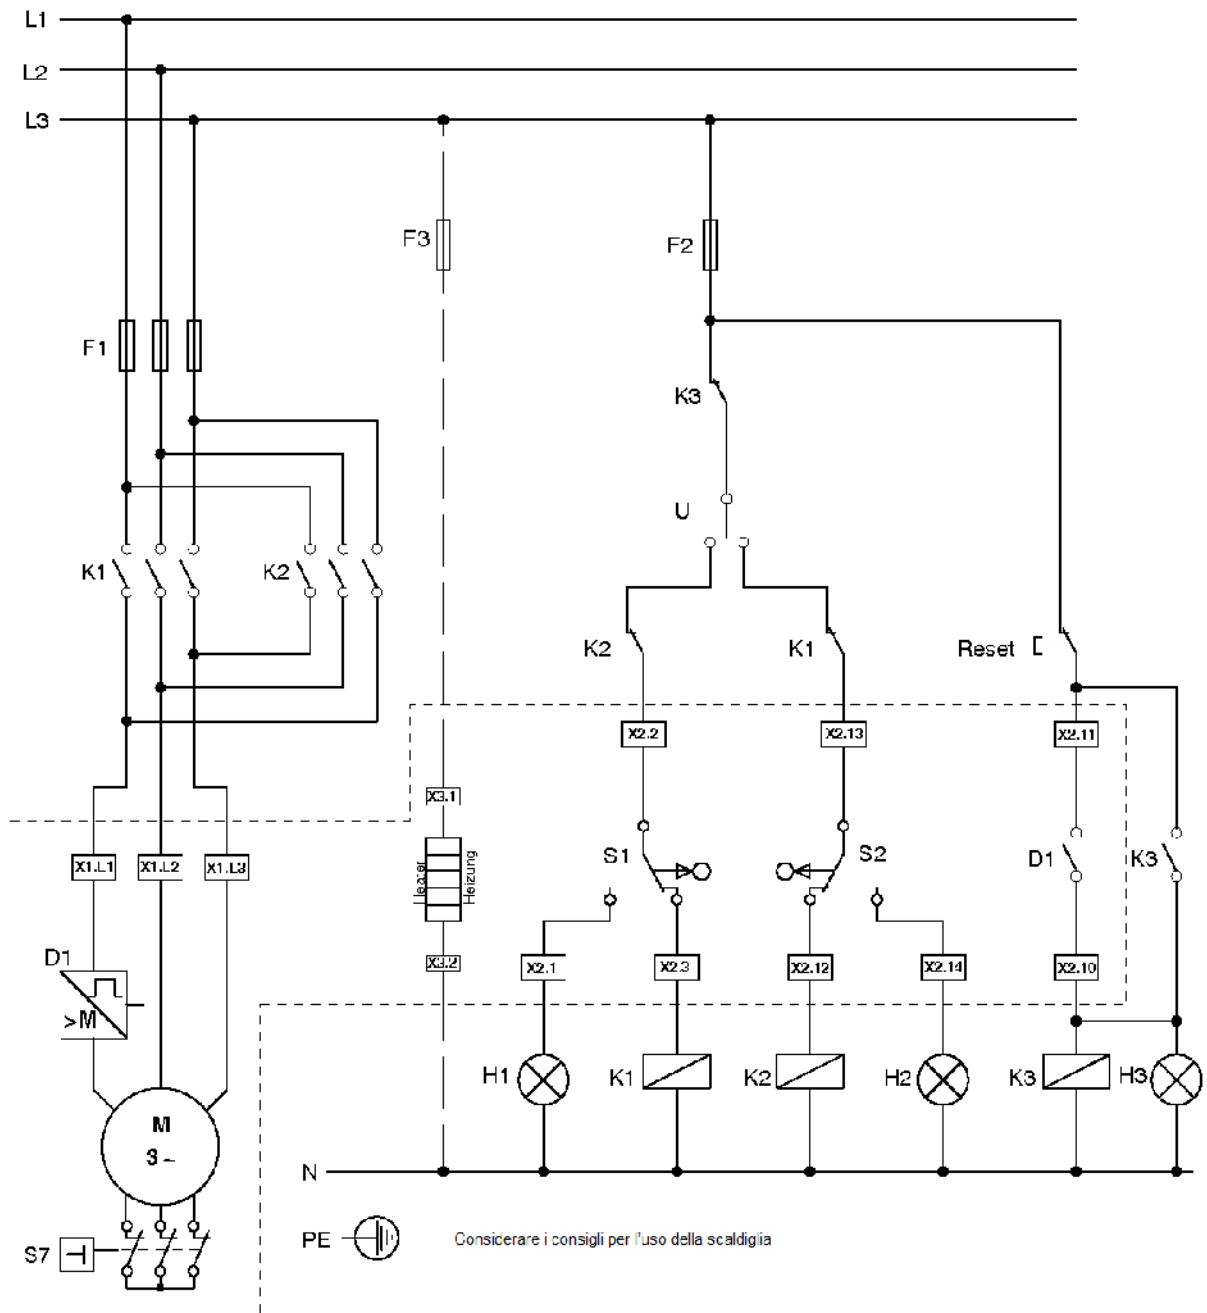 L1
L2
L3
F3
F2
F1
K3
U
K1
K2
K2
K1
Reset
X2.2
X2.13
X2.11
X3.1
X1.L1
X1.L2
X1.L3
Heater
Heizung
S1
S2
D1
K3
D1
>M
X3.2
X2.1
X2.3
X2.12
X2.14
X2.10
H1
K1
K2
H2
K3
H3
M
3 ~
N
PE
Considerare i consigli per l'uso della scaldiglia
S7